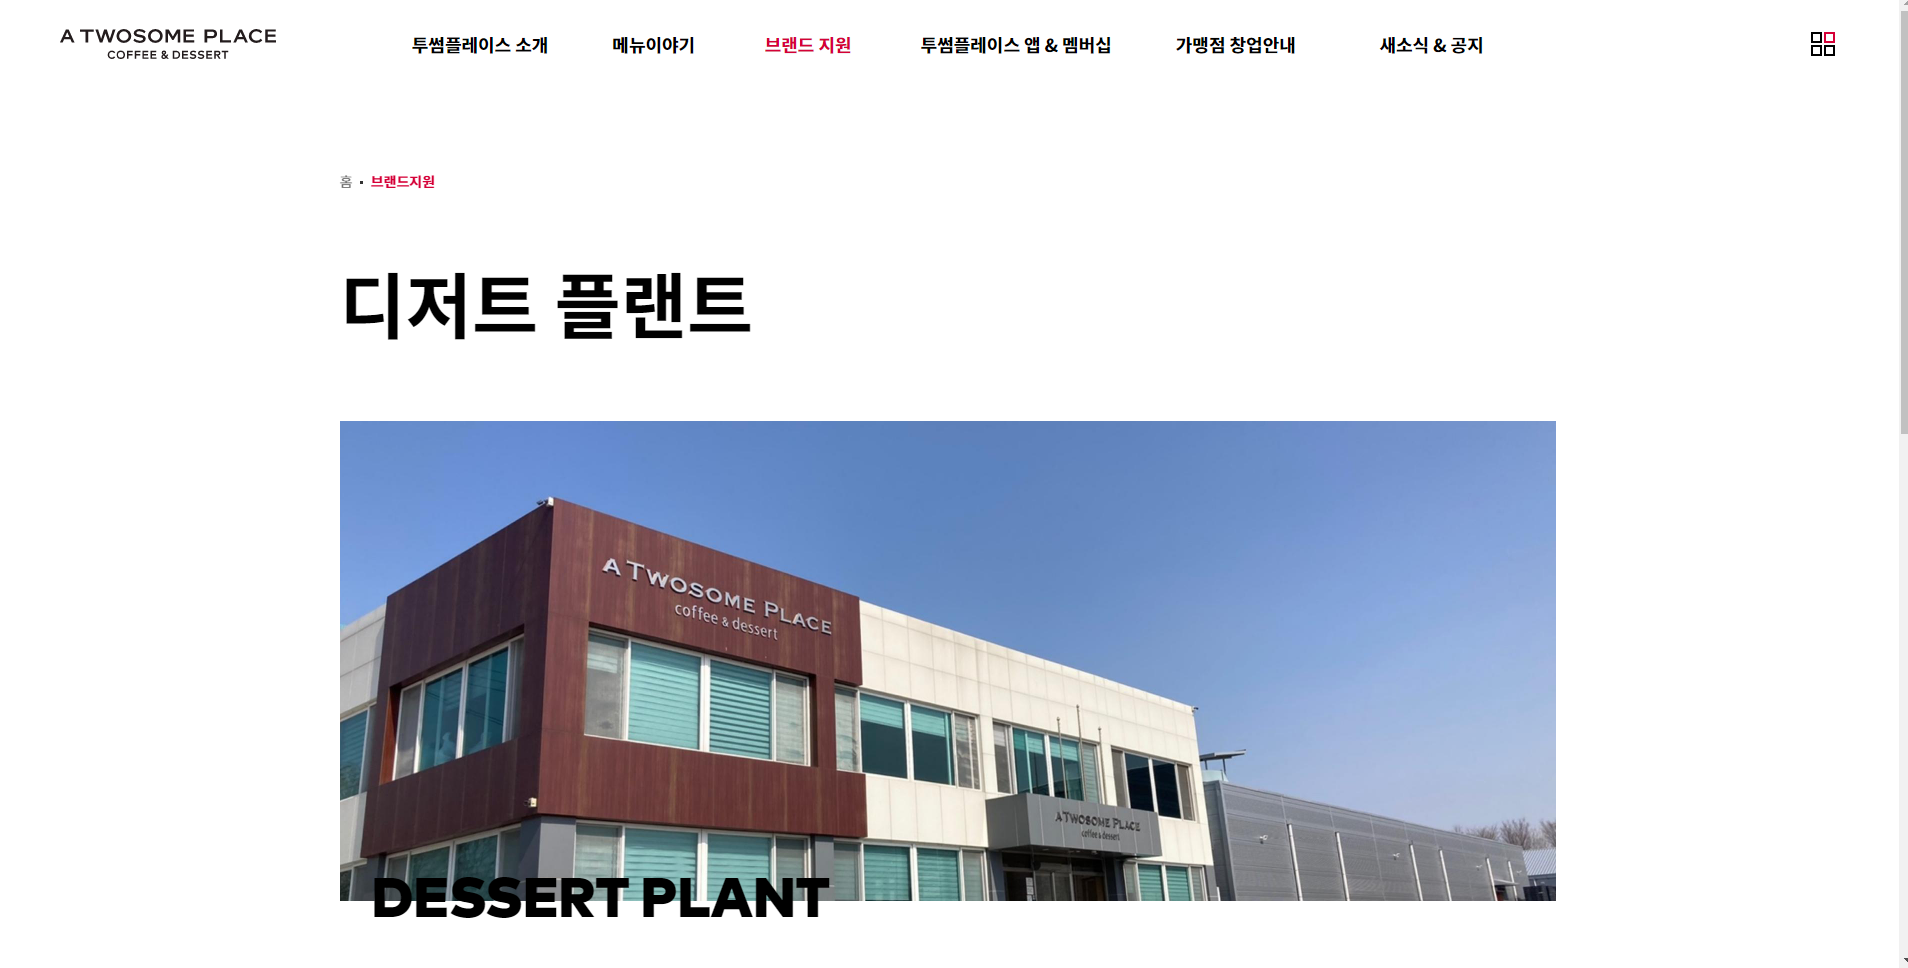 A TWOSOME PLACE
COFFEE & DESSERT
투썸플레이스 소개
메뉴이야기
브랜드 지원
투썸플레이스 앱 & 멤버십
가맹점 창업안내
새소식 & 공지
홈 ▪ 브랜드지원
디저트 플랜트
A TWOSOME PLACE
coffee & dessert
A TWOSOME PLACE
coffee & dessert
DESSERT PLANT